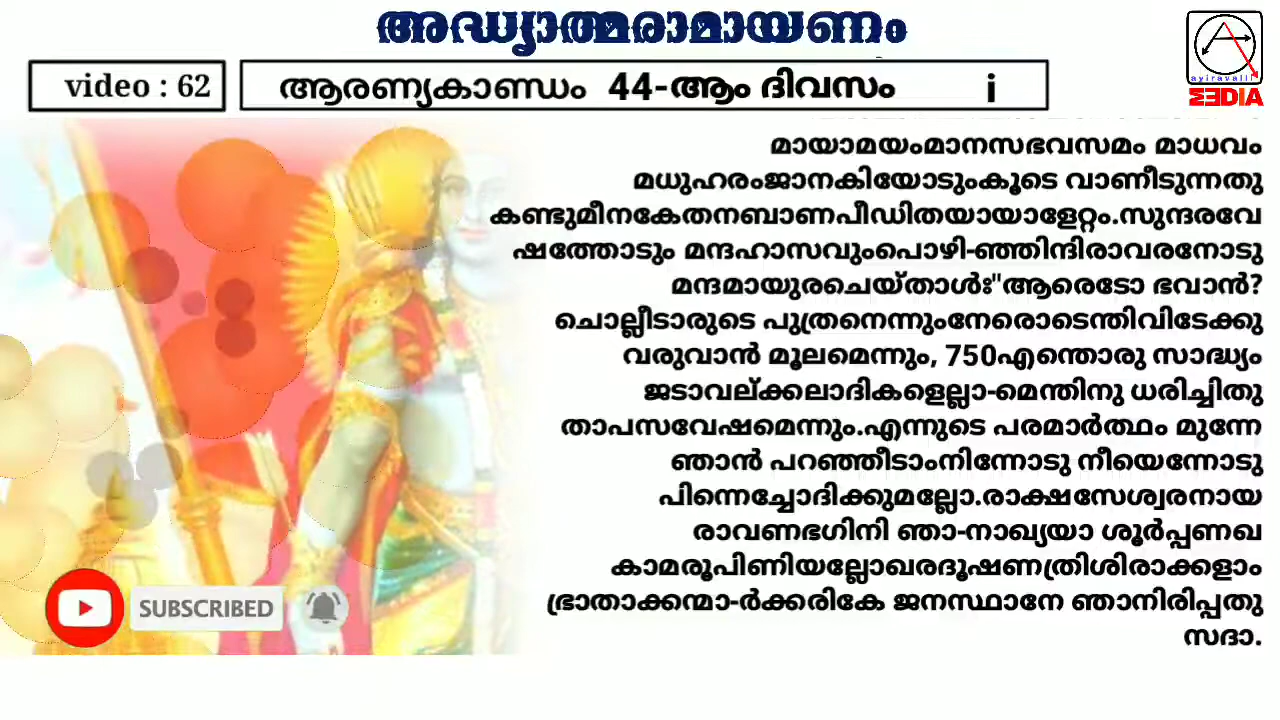 അദ്ധ്യാത്മരാമായണം
video : 62
ആരണ്യകാണ്ഡം 44-ആം ദിവസം i
ayiravalli
MEDIA
മായാമയംമാനസഭവസമം മാധവം
മധുഹരംജാനകിയോടുംകൂടെ വാണീടുന്നതു
കണ്ടുമീനകേതനബാണപീഡിതയായാളേറ്റം.സുന്ദരവേ
ഷത്തോടും മന്ദഹാസവുംപൊഴി-ഞ്ഞിന്ദിരാവരനോടു
മന്ദമായുരചെയ്താൾഃ"ആരെടോ ഭവാൻ?
ചൊല്ലീടാരുടെ പുത്രനെന്നുംനേരൊടെന്തിവിടേക്കു
വരുവാൻ മൂലമെന്നും, 750എന്തൊരു സാദ്ധ്യം
ജടാവല്ക്കലാദികളെല്ലാ-മെന്തിനു ധരിച്ചിതു
താപസവേഷമെന്നും.എന്നുടെ പരമാർത്ഥം മുന്നേ
ഞാൻ പറഞ്ഞീടാംനിന്നോടു നീയെന്നോടു
പിന്നെച്ചോദിക്കുമല്ലോ.രാക്ഷസേശ്വരനായ
രാവണഭഗിനി ഞാ-നാഖ്യയാ ശൂർപ്പണഖ
കാമരൂപിണിയല്ലോഖരദൂഷണത്രിശിരാക്കളാം
ഭ്രാതാക്കന്മാ-ർക്കരികേ ജനസ്ഥാനേ ഞാനിരിപ്പതു
സദാ.
SUBSCRIBED